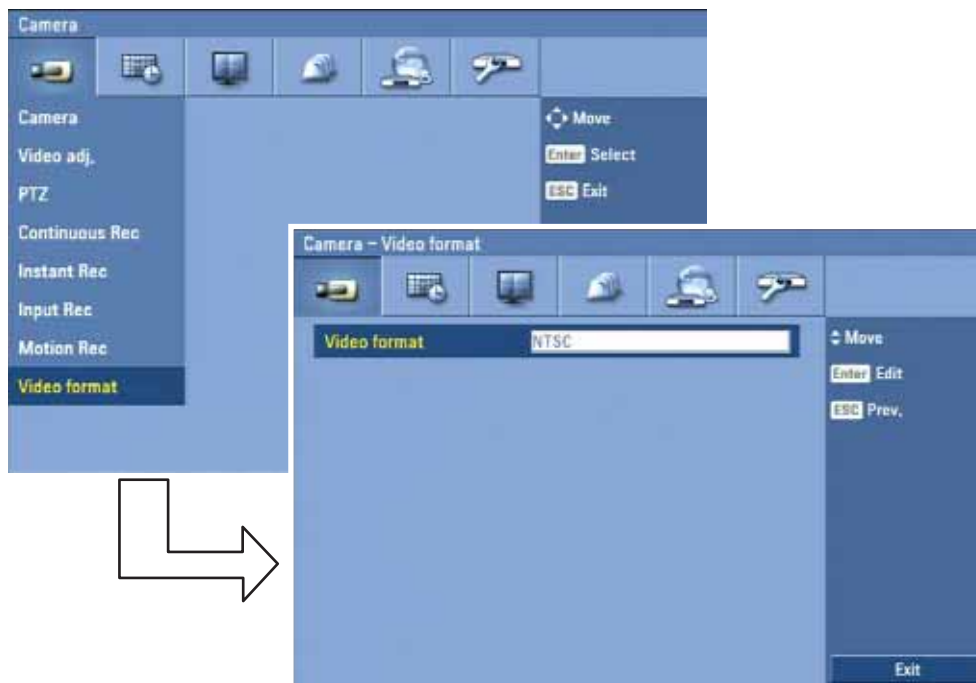 Camera
Camera
Move
Video adj.
Enter Select
PTZ
ESC Exit
Continuous Rec
Instant Rec
Input Rec
Motion Rec
Video format
Camera – Video format
Video format NTSC
Move
Enter Edit
ESC Prev.
Exit